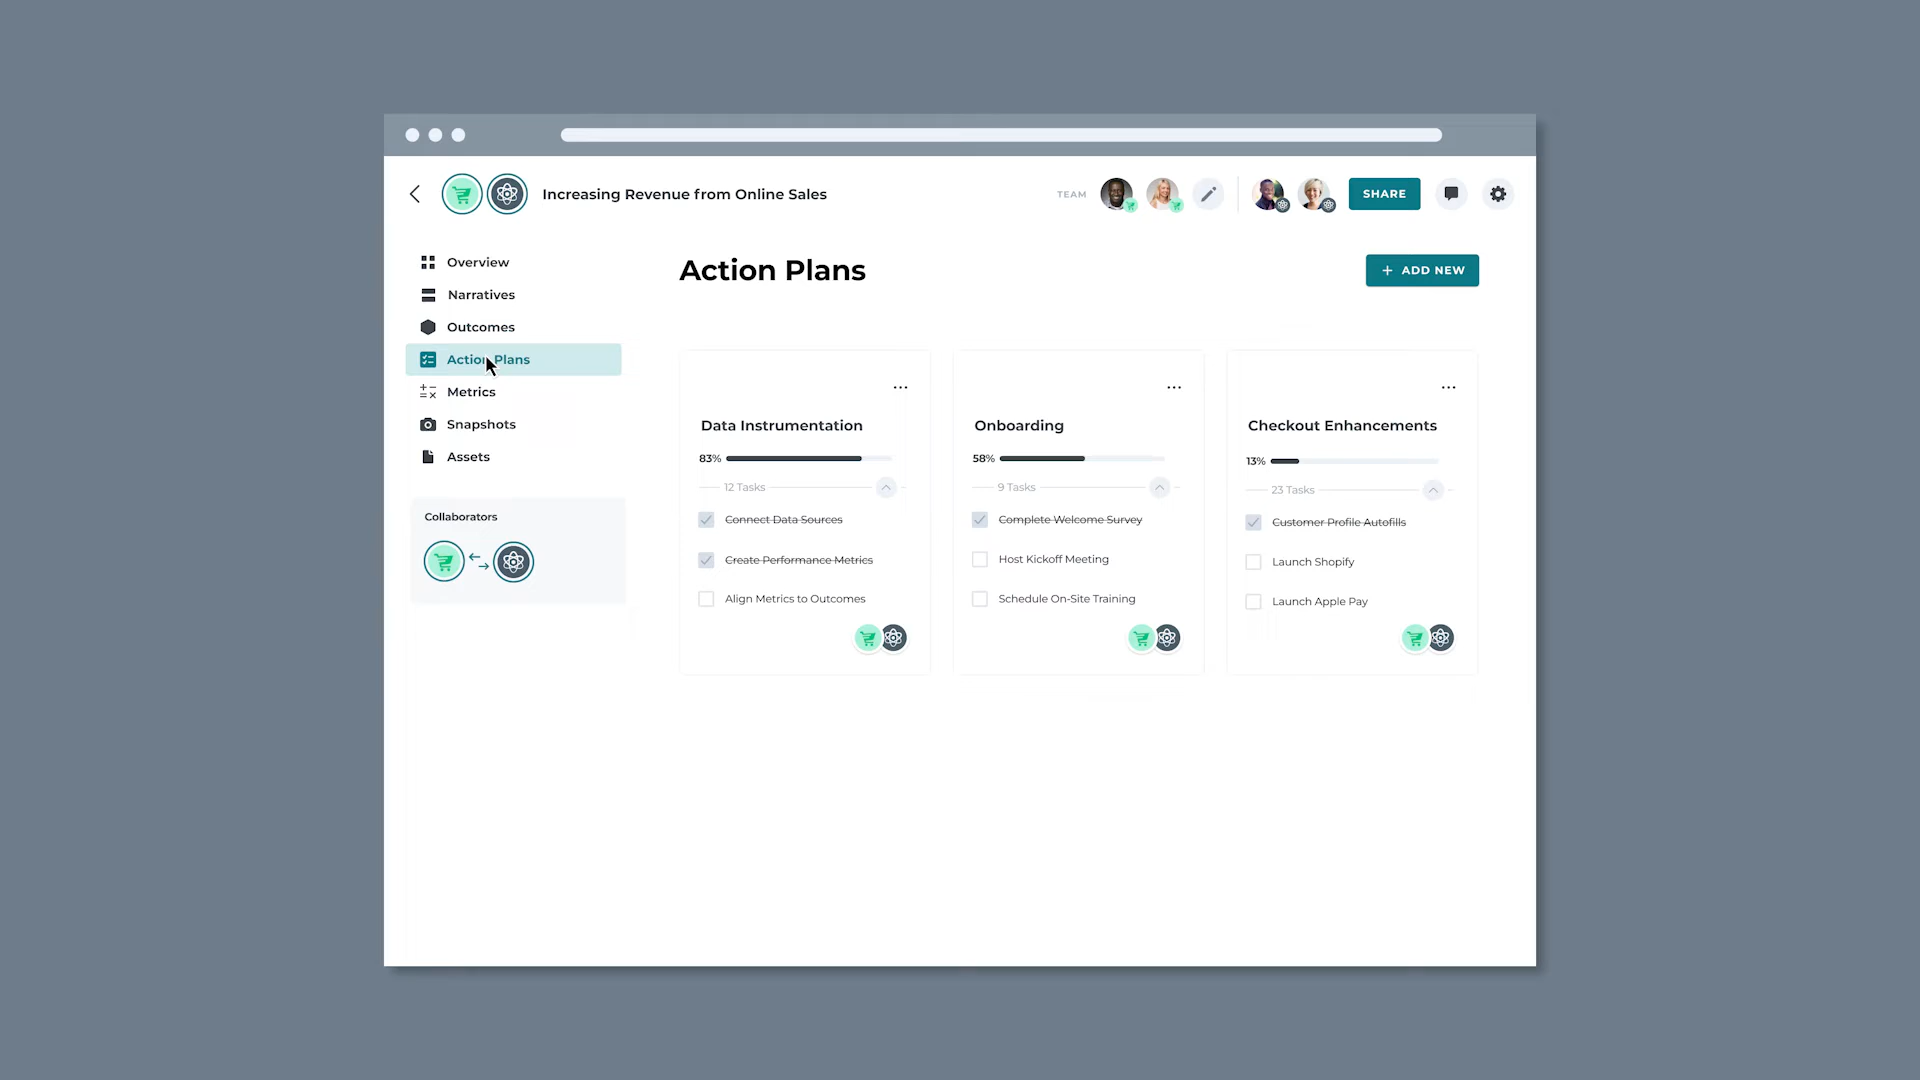 Increasing Revenue from Online Sales
TEAM
SHARE
Overview
Narratives
Outcomes
Action Plans
Metrics
Snapshots
Assets
Collaborators
Action Plans
+ ADD NEW
Data Instrumentation
83%
12 Tasks
Connect Data Sources
Create Performance Metrics
Align Metrics to Outcomes
Onboarding
58%
9 Tasks
Complete Welcome Survey
Host Kickoff Meeting
Schedule On-Site Training
Checkout Enhancements
13%
23 Tasks
Customer Profile Autofills
Launch Shopify
Launch Apple Pay